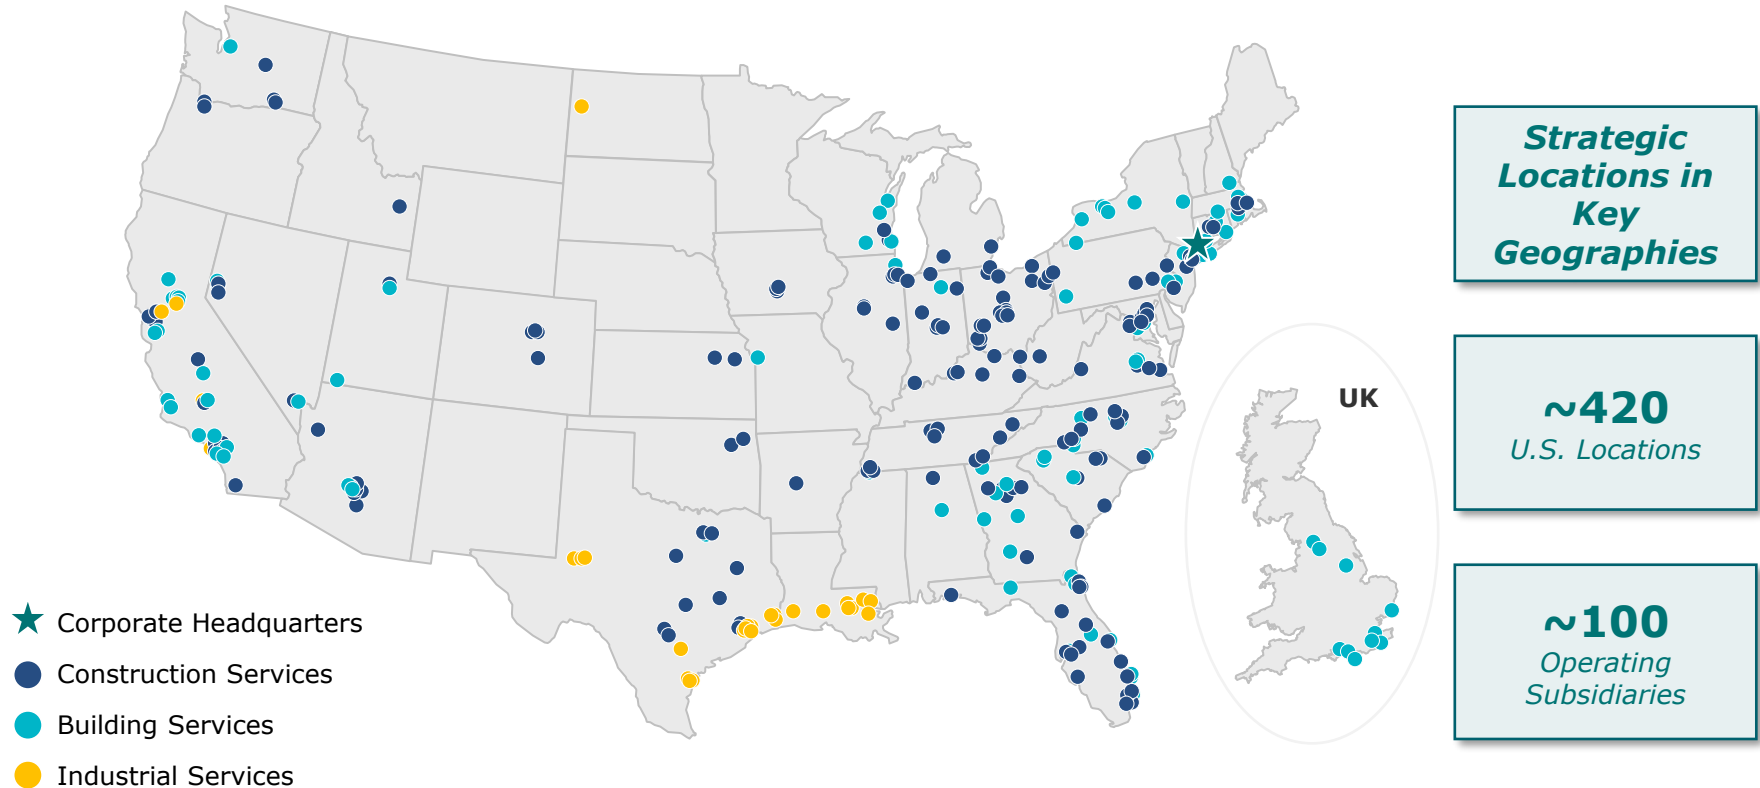 Strategic
Locations in
Key
Geographies
UK
~420
U.S. Locations
~100
Operating
Subsidiaries
Corporate Headquarters
Construction Services
Building Services
Industrial Services